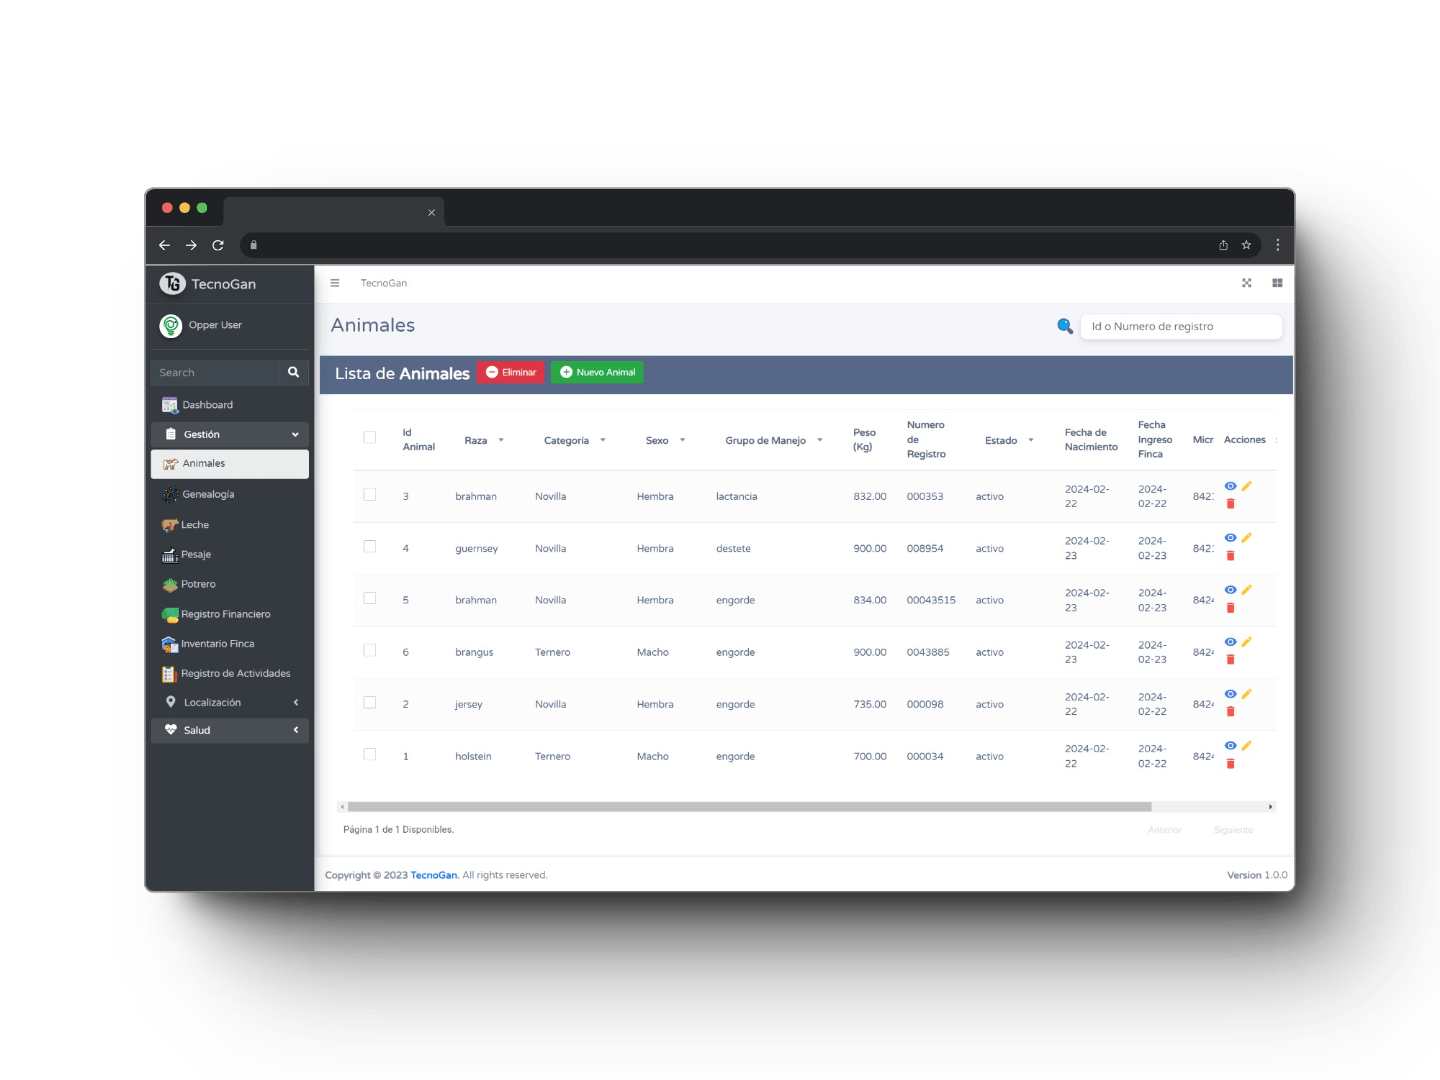 TG TecnoGan
TecnoGan
Opper User
Animales
Id o Numero de registro
Search
Lista de Animales Eliminar Nuevo Animal
Dashboard
Gestión
Animales
Genealogía
Leche
Pesaje
Potrero
Registro Financiero
Inventario Finca
Registro de Actividades
Localización
Salud
Id Animal Raza Categoria Sexo Grupo de Manejo Peso (Kg) Numero de Registro Estado Fecha de Nacimiento Fecha Ingreso Finca Micr Acciones
3 brahman Novilla Hembra lactancia 832.00 000353 activo 2024-02-22 2024-02-22 842
4 guernsey Novilla Hembra destete 900.00 008954 activo 2024-02-23 2024-02-23 842
5 brahman Novilla Hembra engorde 834.00 00043515 activo 2024-02-23 2024-02-23 842
6 brangus Ternero Macho engorde 900.00 0043885 activo 2024-02-23 2024-02-23 842
2 jersey Novilla Hembra engorde 735.00 000098 activo 2024-02-22 2024-02-22 842
1 holstein Ternero Macho engorde 700.00 000034 activo 2024-02-22 2024-02-22 842
Página 1 de 1 Disponibles.
Anterior Siguiente
Copyright © 2023 TecnoGan. All rights reserved.
Version 1.0.0